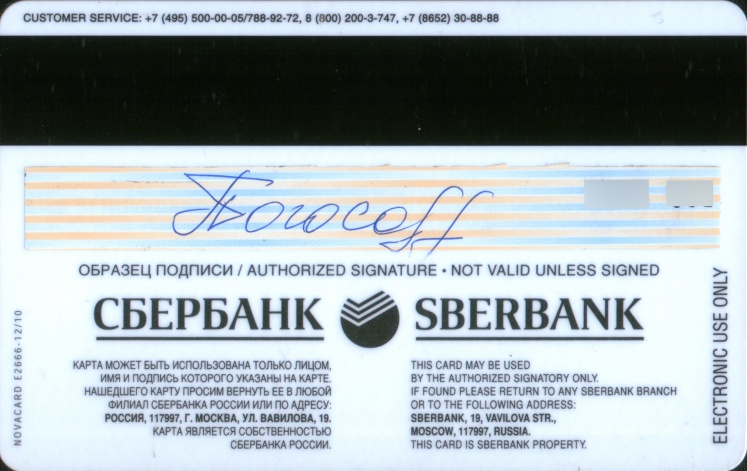 CUSTOMER SERVICE: +7 (495) 500-00-05/788-92-72, 8 (800) 200-3-747, +7 (8652) 30-88-88
ОБРАЗЕЦ ПОДПИСИ / AUTHORIZED SIGNATURE • NOT VALID UNLESS SIGNED
СБЕРБАНК SBERBANK
КАРТА МОЖЕТ БЫТЬ ИСПОЛЬЗОВАНА ТОЛЬКО ЛИЦОМ,
ИМЯ И ПОДПИСЬ КОТОРОГО УКАЗАНЫ НА КАРТЕ.
НАШЕДШЕГО КАРТУ ПРОСИМ ВЕРНУТЬ ЕЕ В ЛЮБОЙ
ФИЛИАЛ СБЕРБАНКА РОССИИ ИЛИ ПО АДРЕСУ:
РОССИЯ, 117997, Г. МОСКВА, УЛ. ВАВИЛОВА, 19.
КАРТА ЯВЛЯЕТСЯ СОБСТВЕННОСТЬЮ
СБЕРБАНКА РОССИИ.
THIS CARD MAY BE USED
BY THE AUTHORIZED SIGNATORY ONLY.
IF FOUND PLEASE RETURN TO ANY SBERBANK BRANCH
OR TO THE FOLLOWING ADDRESS:
SBERBANK, 19, VAVILOVA STR.,
MOSCOW, 117997, RUSSIA.
THIS CARD IS SBERBANK PROPERTY.
ELECTRONIC USE ONLY
NOVACARD E2666-12/10